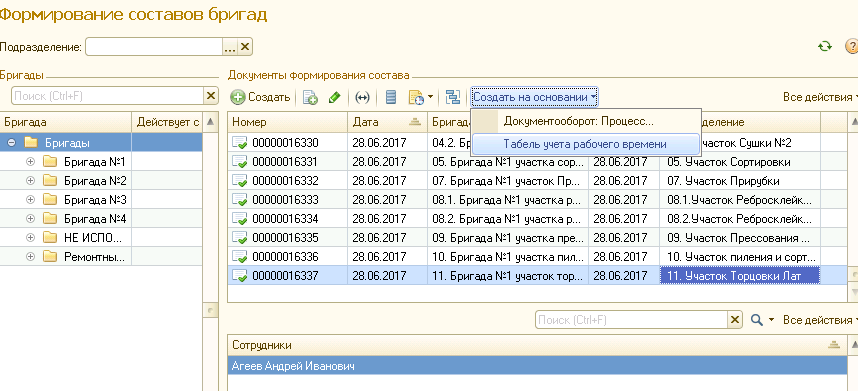 Формирование составов бригад
Подразделение: ...
Бригады
Поиск (Ctrl+F)
Бригада Действует с
Бригады
Бригада №1
Бригада №2
Бригада №3
Бригада №4
НЕ ИСПО...
Ремонтны...
Документы формирования состава
Создать Создать на основании Все действия
Документооборот: Процесс...
Табель учета рабочего времени
Номер Дата Брига деление
00000016330 28.06.2017 04.2. Б Участок Сушки №2
00000016331 28.06.2017 05. Бригада №1 участка сор... 28.06.2017 05. Участок Сортировки
00000016332 28.06.2017 07. Бригада №1 участок Пр... 28.06.2017 07. Участок Прирубки
00000016333 28.06.2017 08.1. Бригада №1 участка р... 28.06.2017 08.1.Участок Ребросклейк...
00000016334 28.06.2017 08.2. Бригада №1 участка р... 28.06.2017 08.2.Участок Ребросклейк...
00000016335 28.06.2017 09. Бригада №1 участка пре... 28.06.2017 09. Участок Прессования ...
00000016336 28.06.2017 10. Бригада №1 участка пил... 28.06.2017 10. Участок пиления и сорт...
00000016337 28.06.2017 11. Бригада №1 участок тор... 28.06.2017 11. Участок Торцовки Лат
Поиск (Ctrl+F) Все действия
Сотрудники
Агеев Андрей Иванович